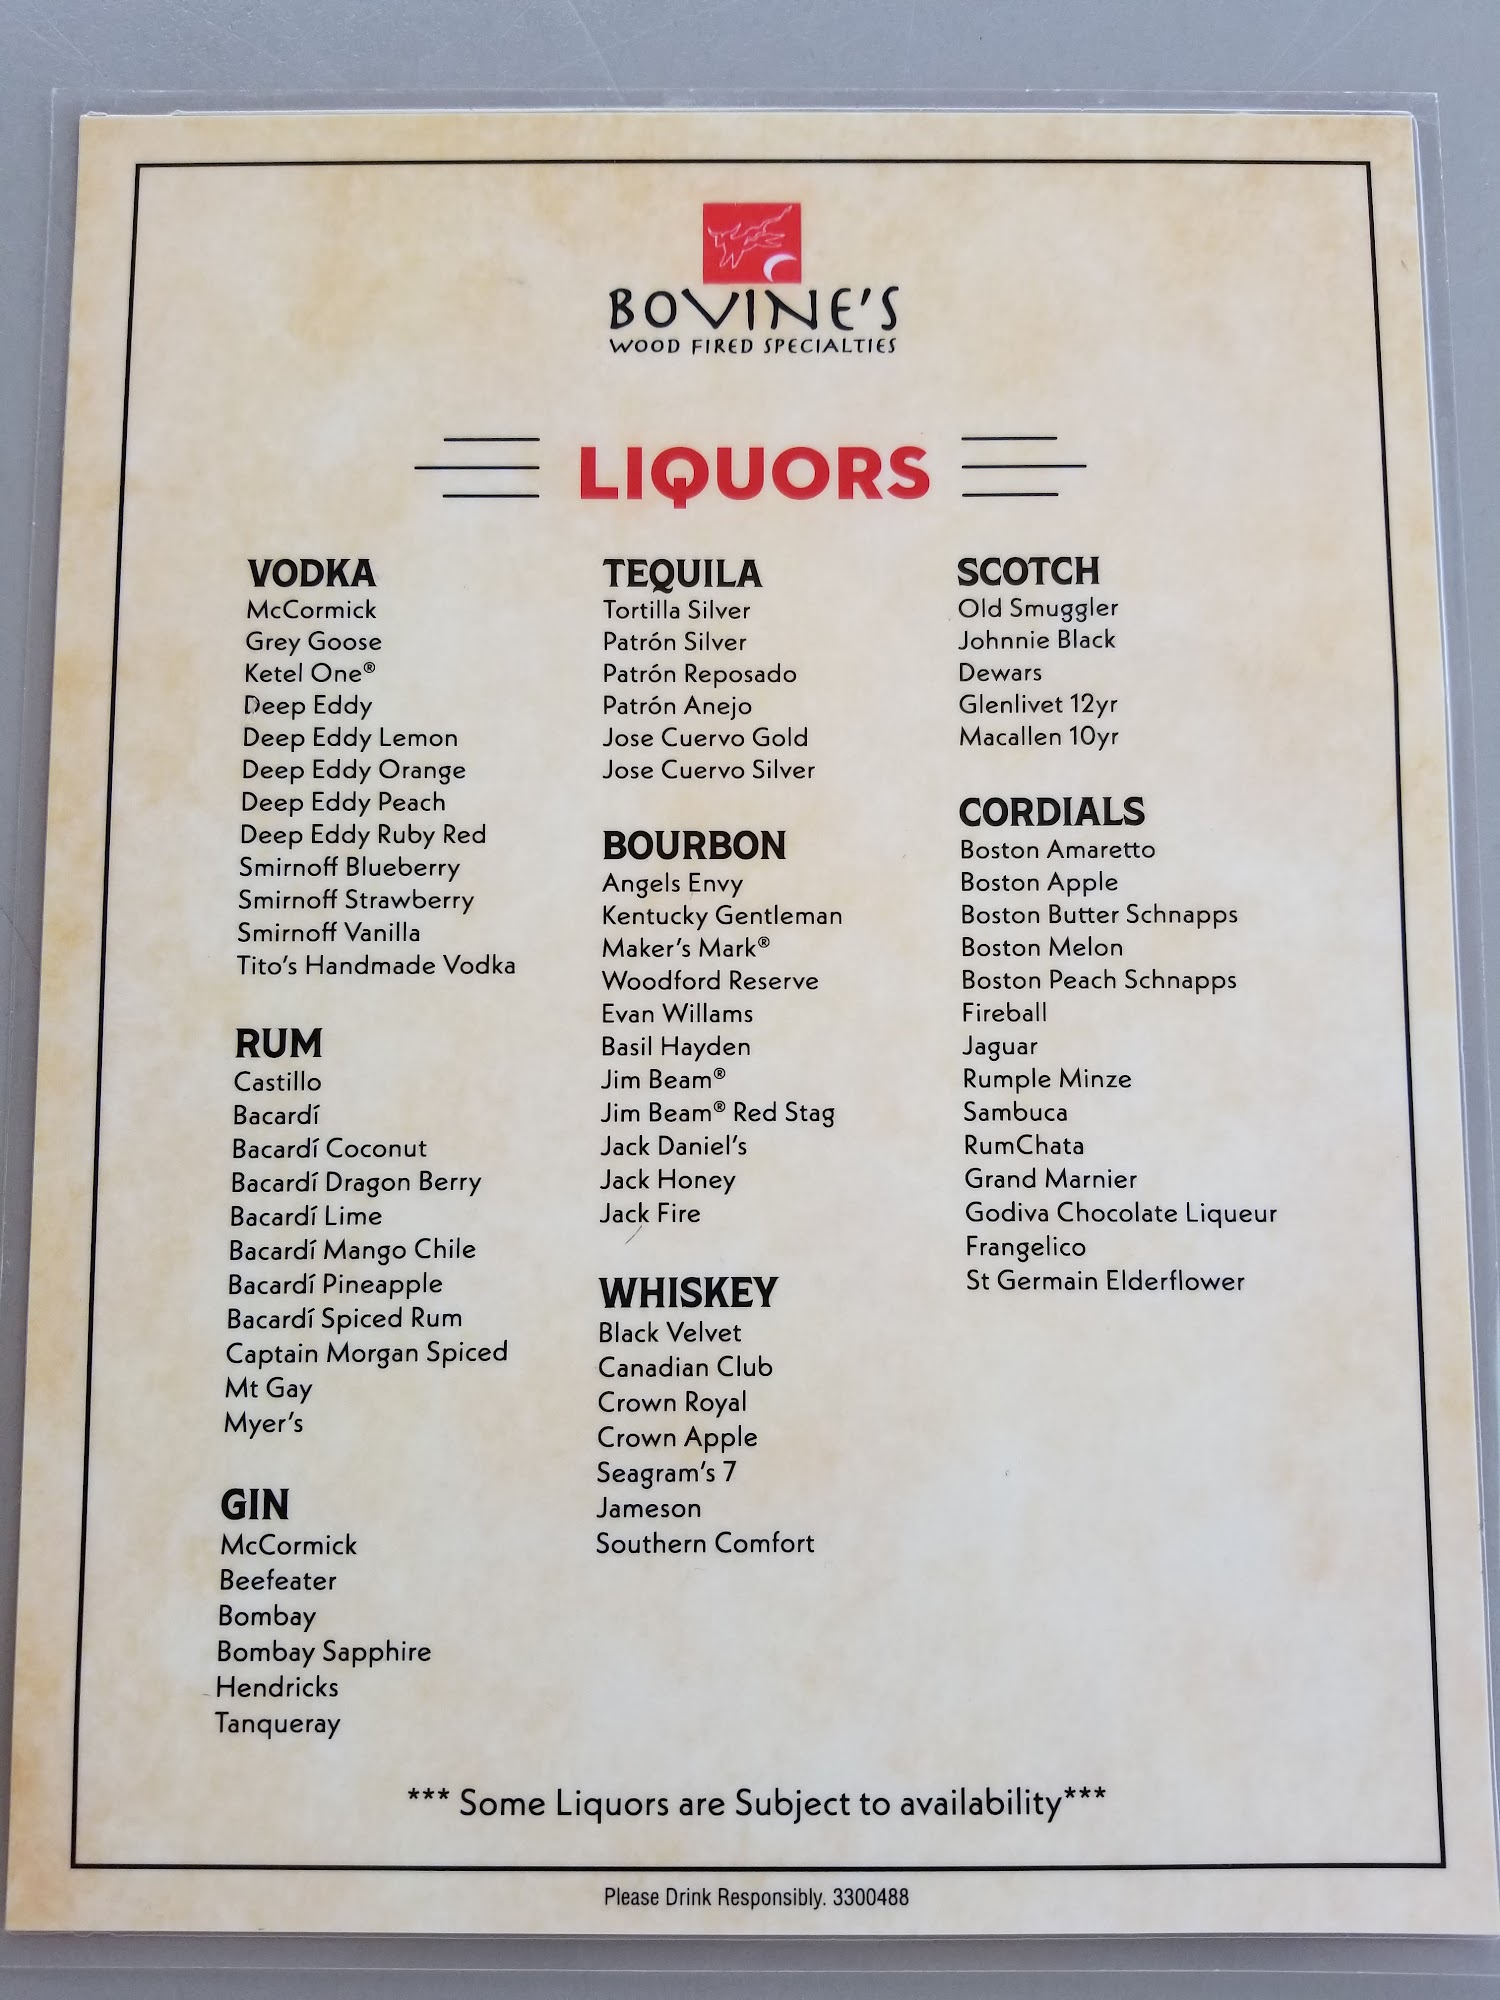 BOVINE'S
WOOD FIRED SPECIALTIES
LIQUORS
VODKA
McCormick
Grey Goose
Ketel One®
Deep Eddy
Deep Eddy Lemon
Deep Eddy Orange
Deep Eddy Peach
Deep Eddy Ruby Red
Smirnoff Blueberry
Smirnoff Strawberry
Smirnoff Vanilla
Tito's Handmade Vodka
RUM
Castillo
Bacardí
Bacardí Coconut
Bacardí Dragon Berry
Bacardí Lime
Bacardí Mango Chile
Bacardí Pineapple
Bacardí Spiced Rum
Captain Morgan Spiced
Mt Gay
Myer's
GIN
McCormick
Beefeater
Bombay
Bombay Sapphire
Hendricks
Tanqueray
TEQUILA
Tortilla Silver
Patrón Silver
Patrón Reposado
Patrón Anejo
Jose Cuervo Gold
Jose Cuervo Silver
BOURBON
Angels Envy
Kentucky Gentleman
Maker's Mark®
Woodford Reserve
Evan Willams
Basil Hayden
Jim Beam®
Jim Beam® Red Stag
Jack Daniel's
Jack Honey
Jack Fire
WHISKEY
Black Velvet
Canadian Club
Crown Royal
Crown Apple
Seagram's 7
Jameson
Southern Comfort
SCOTCH
Old Smuggler
Johnnie Black
Dewars
Glenlivet 12yr
Macallen 10yr
CORDIALS
Boston Amaretto
Boston Apple
Boston Butter Schnapps
Boston Melon
Boston Peach Schnapps
Fireball
Jaguar
Rumple Minze
Sambuca
RumChata
Grand Marnier
Godiva Chocolate Liqueur
Frangelico
St Germain Elderflower
*** Some Liquors are Subject to availability***
Please Drink Responsibly. 3300488